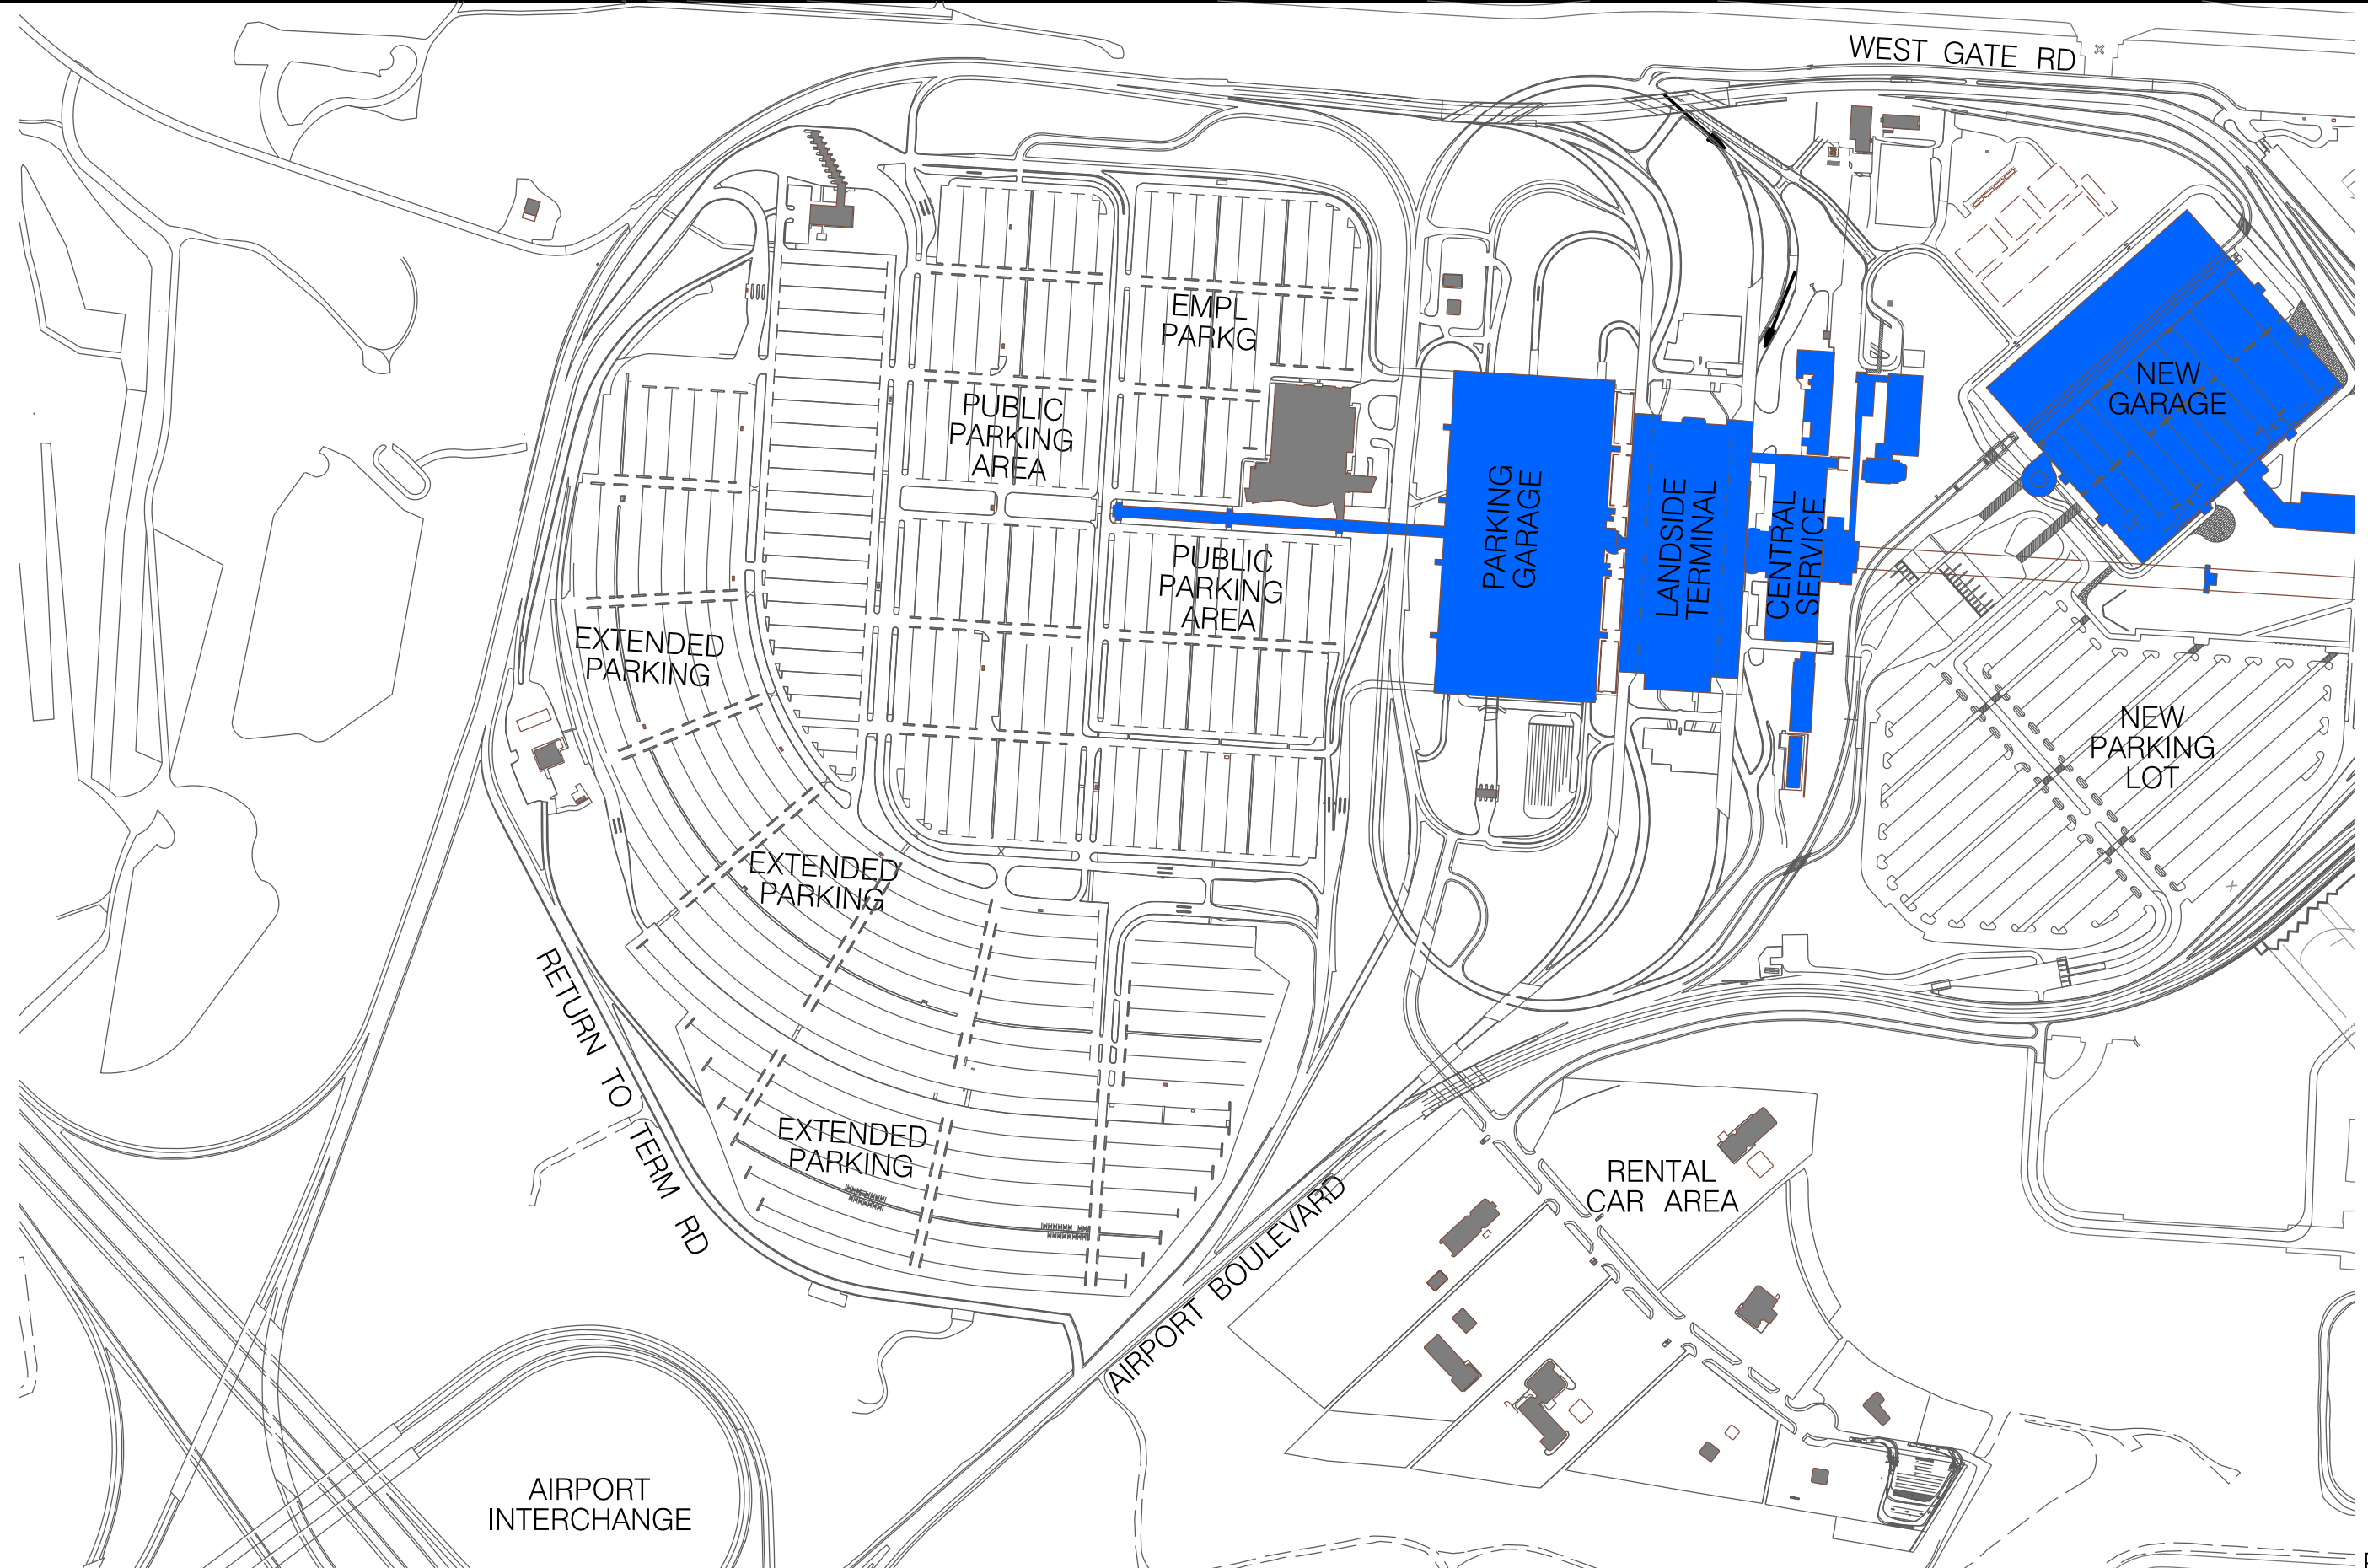 WEST GATE RD
EMPL
PARKG
PUBLIC
PARKING
AREA
NEW
GARAGE
PARKING
GARAGE
LANDSIDE
TERMINAL
CENTRAL
SERVICE
PUBLIC
PARKING
AREA
EXTENDED
PARKING
NEW
PARKING
LOT
EXTENDED
PARKING
RETURN TO TERM RD
EXTENDED
PARKING
RENTAL
CAR AREA
AIRPORT BOULEVARD
AIRPORT
INTERCHANGE